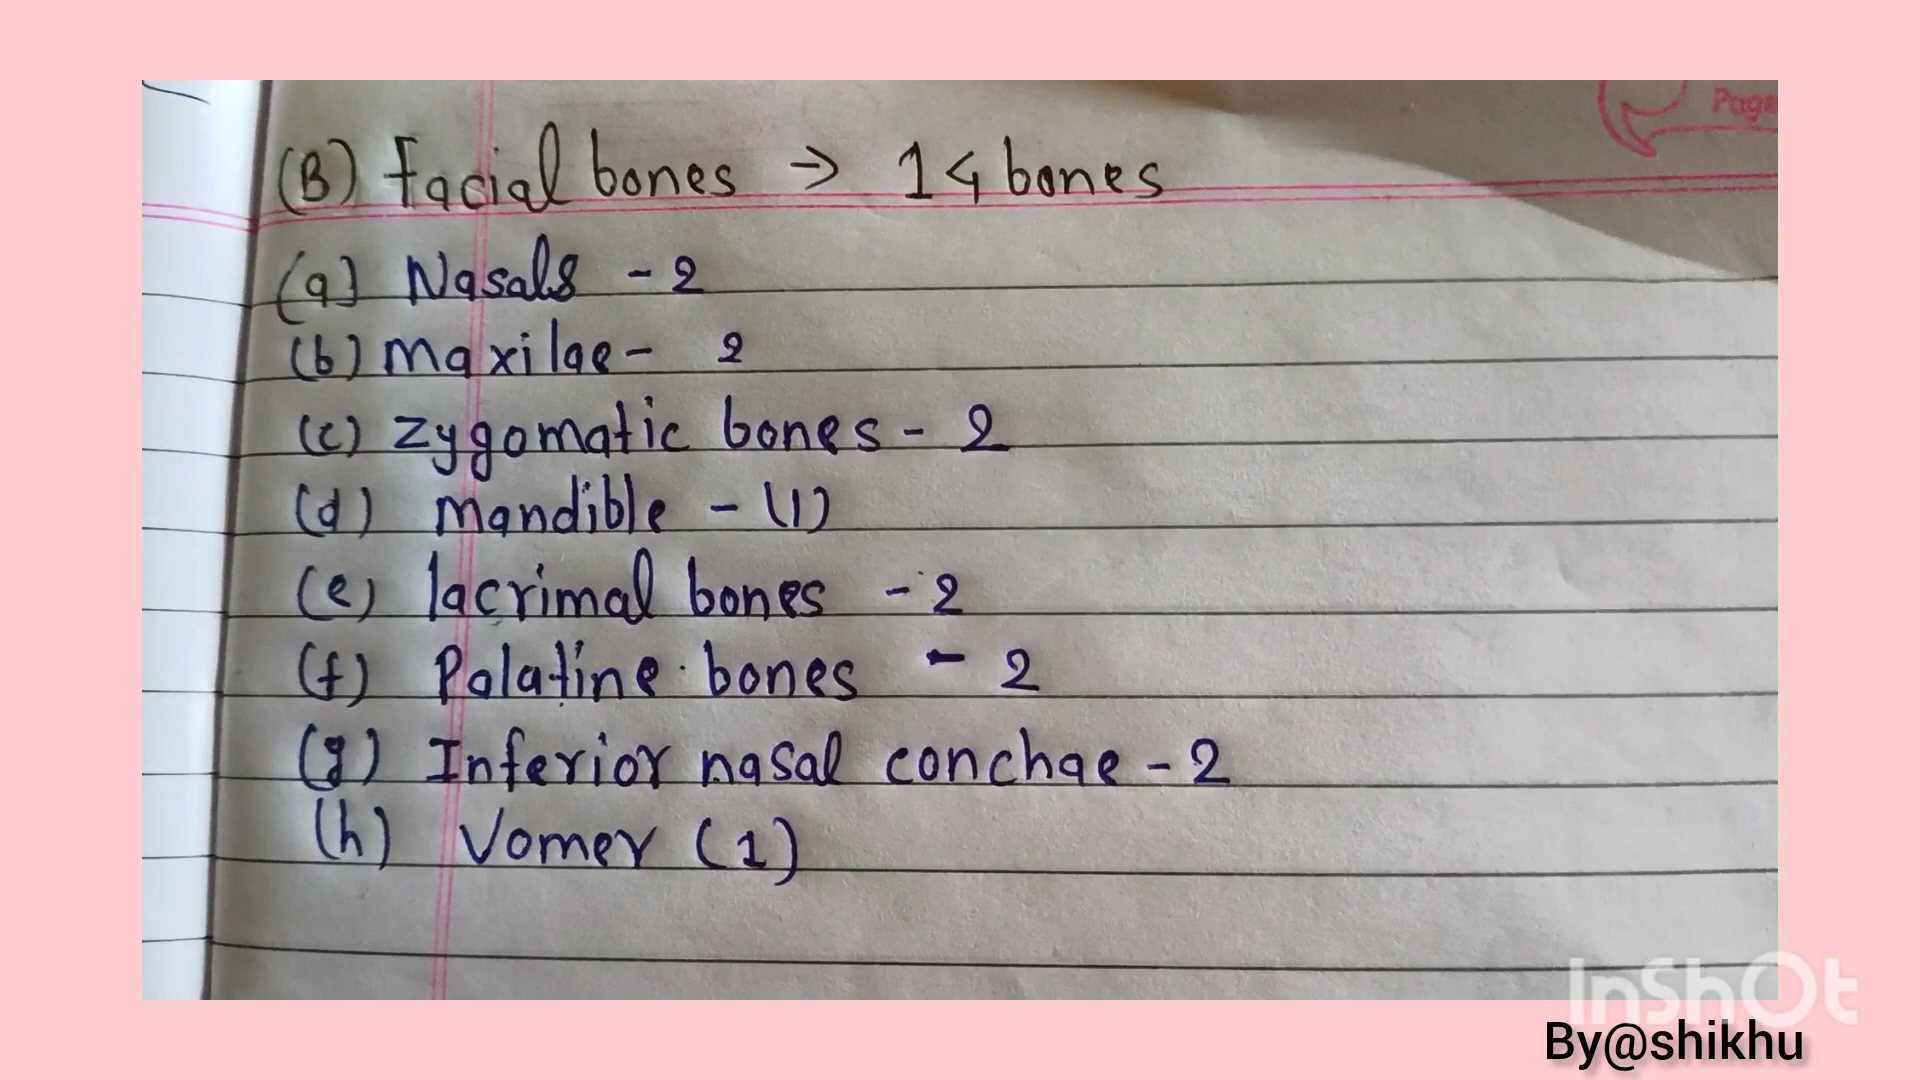 Page
(B) Facial bones → 14 bones
(a) Nasals - 2
(b) Maxilae - 2
(c) Zygomatic bones - 2
(d) Mandible - (1)
(e) lacrimal bones - 2
(f) Palatine bones - 2
(g) Inferior nasal conchae - 2
(h) Vomer (1)
InShOt
By@shikhu